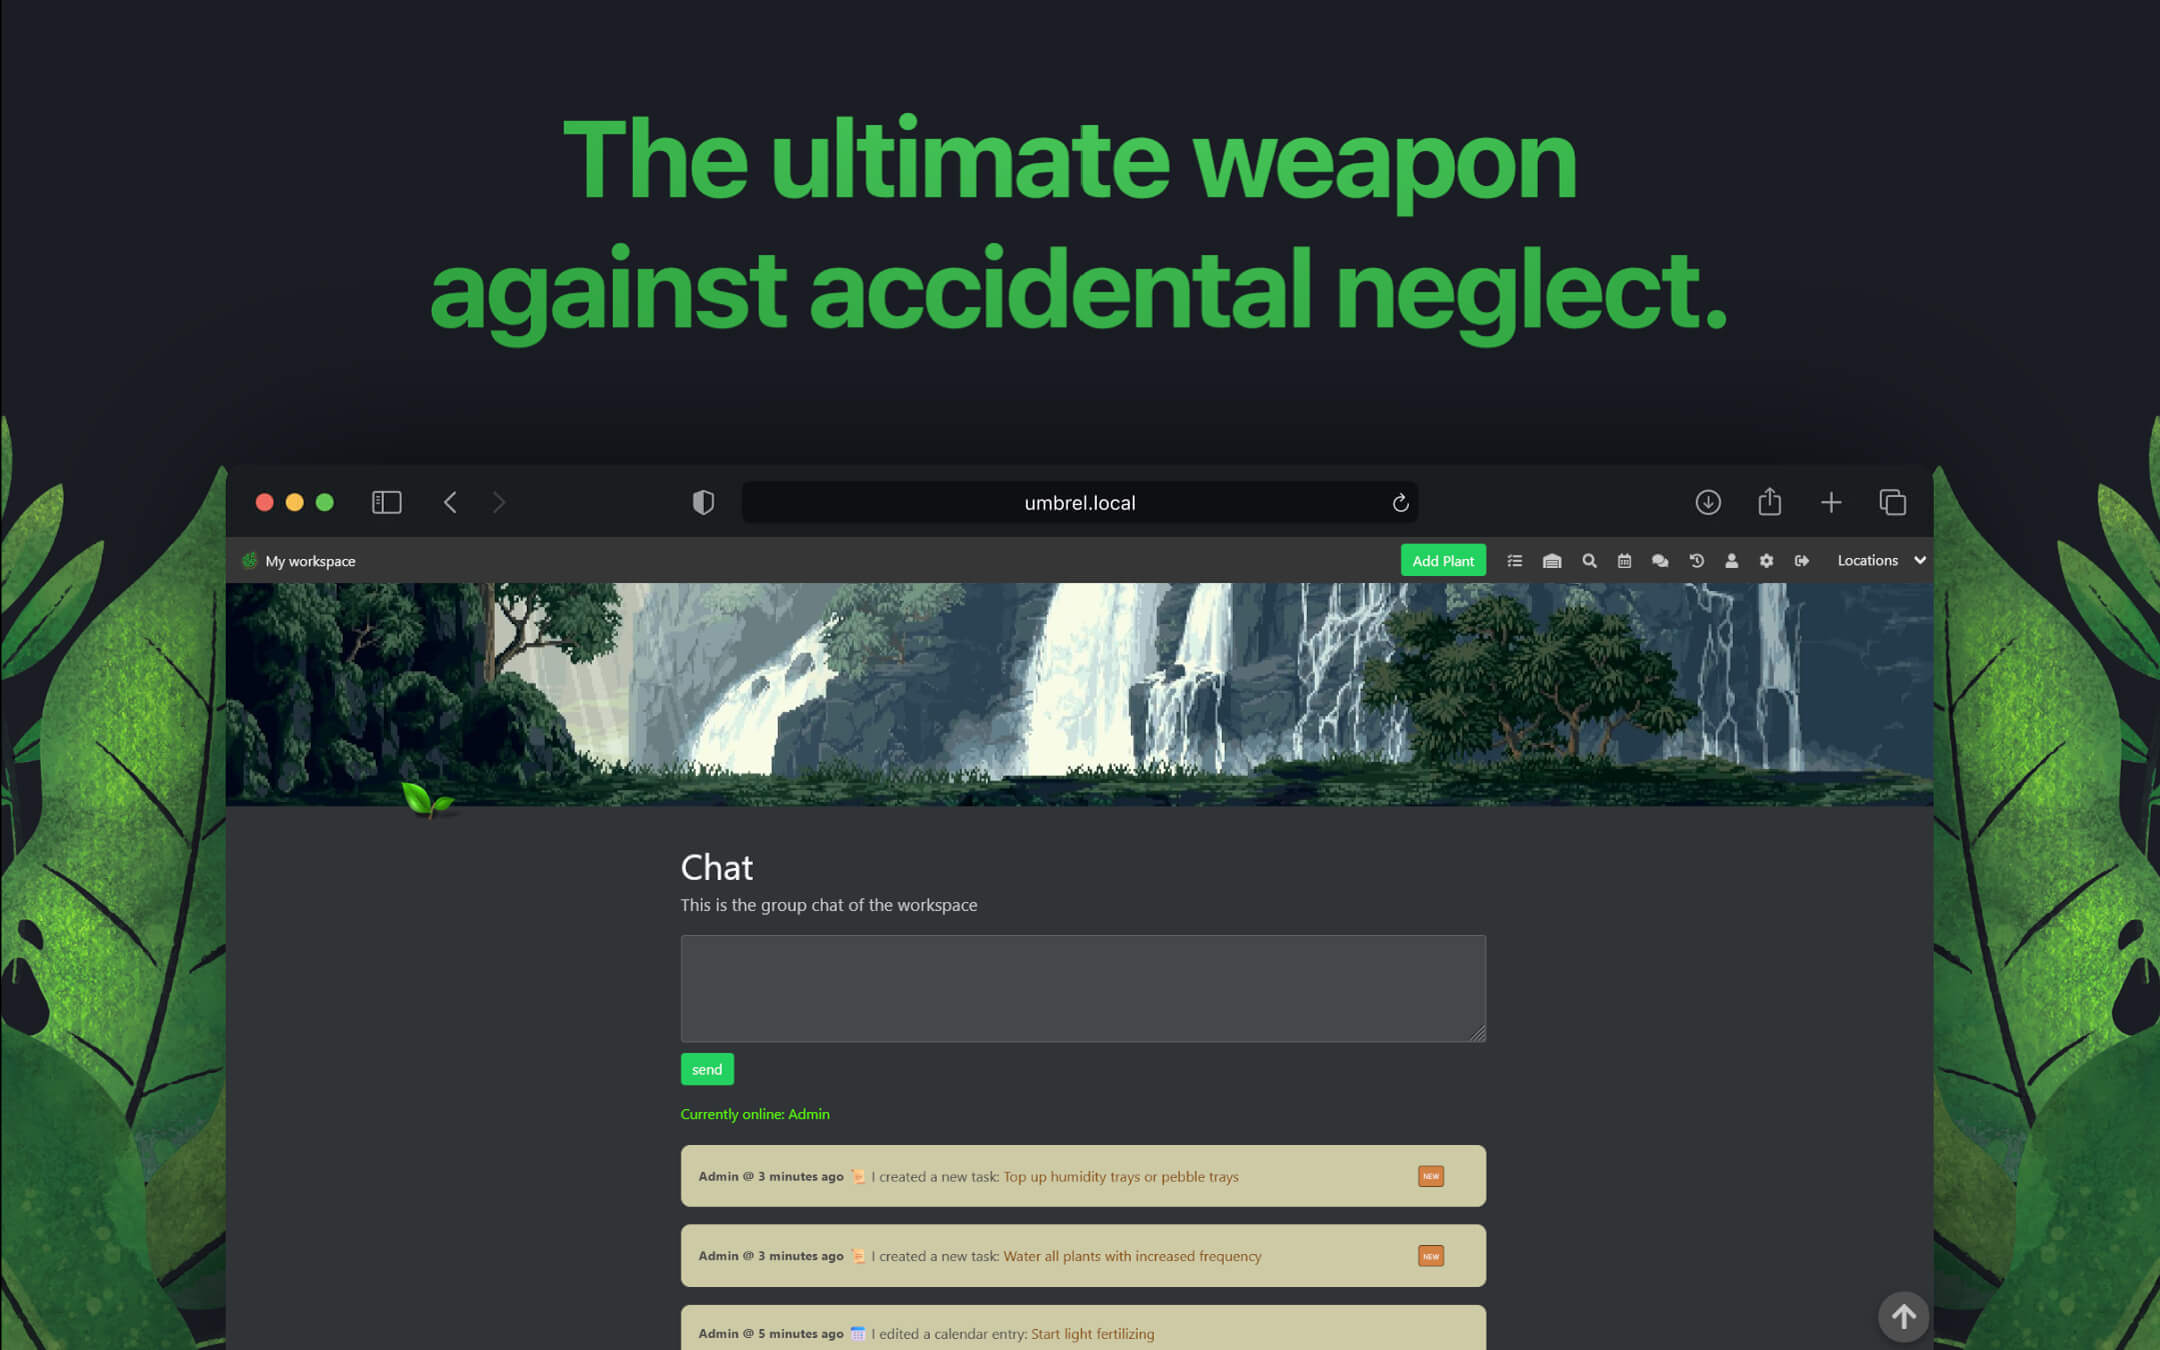 The ultimate weapon
against accidental neglect.
umbrel.local
My workspace
Add Plant
Locations
Chat
This is the group chat of the workspace
send
Currently online: Admin
Admin @ 3 minutes ago 📜 I created a new task: Top up humidity trays or pebble trays
NEW
Admin @ 3 minutes ago 📜 I created a new task: Water all plants with increased frequency
NEW
Admin @ 5 minutes ago 🗓️ I edited a calendar entry: Start light fertilizing